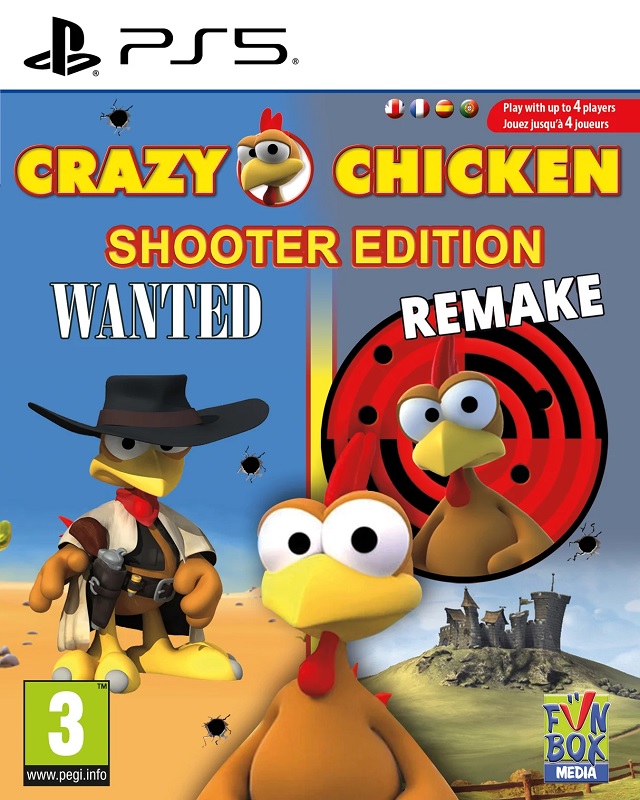 PS5
Play with up to 4 players
Jouez jusqu'à 4 joueurs
CRAZY CHICKEN
SHOOTER EDITION
WANTED
REMAKE
3
TM
www.pegi.info
FUN
BOX
MEDIA